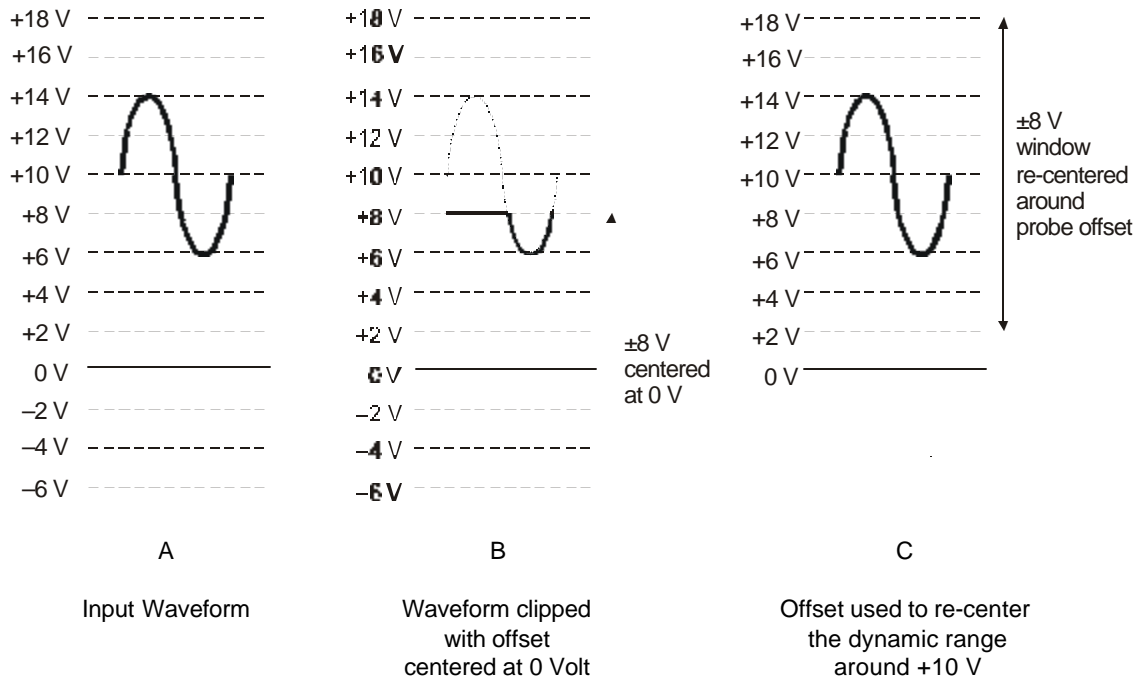 +18 V
+16 V
+14 V
+12 V
+10 V
+8 V
+6 V
+4 V
+2 V
0 V
–2 V
–4 V
–6 V
A
Input Waveform
+18 V
+16 V
+14 V
+12 V
+10 V
+8 V
+6 V
+4 V
+2 V
0 V
–2 V
–4 V
–6 V
±8 V
centered
at 0 V
B
Waveform clipped
with offset
centered at 0 Volt
+18 V
+16 V
+14 V
+12 V
+10 V
+8 V
+6 V
+4 V
+2 V
0 V
±8 V
window
re-centered
around
probe offset
C
Offset used to re-center
the dynamic range
around +10 V